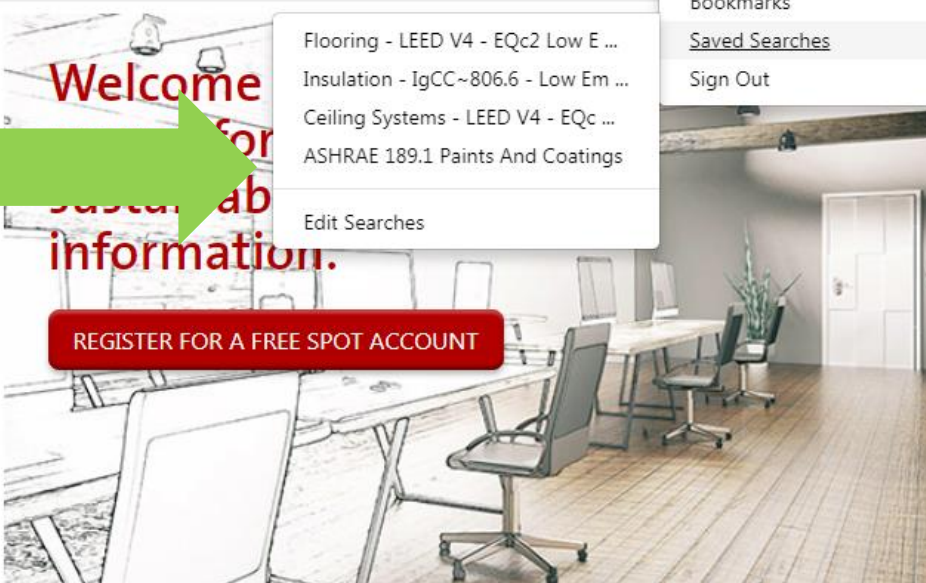 Bookmarks
Saved Searches
Sign Out
Flooring - LEED V4 - EQc2 Low E ...
Insulation - IgCC~806.6 - Low Em ...
Ceiling Systems - LEED V4 - EQc ...
ASHRAE 189.1 Paints And Coatings
Edit Searches
Welcome
for
information.
REGISTER FOR A FREE SPOT ACCOUNT